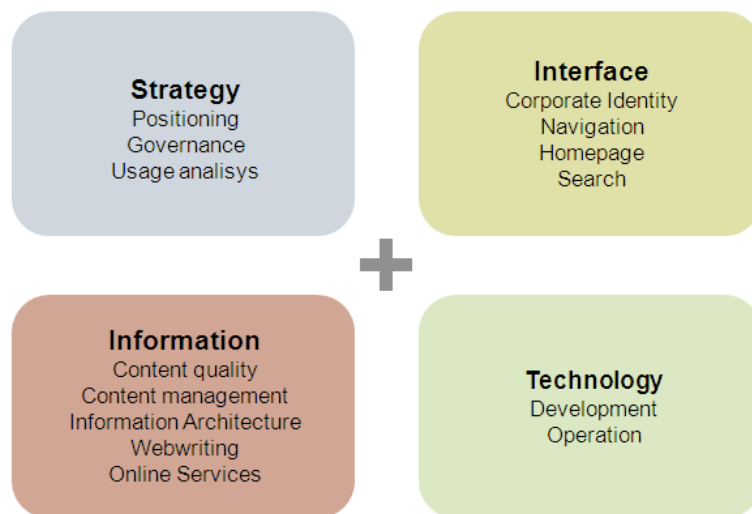 Strategy
Positioning
Governance
Usage analisys
Interface
Corporate Identity
Navigation
Homepage
Search
Information
Content quality
Content management
Information Architecture
Webwriting
Online Services
Technology
Development
Operation